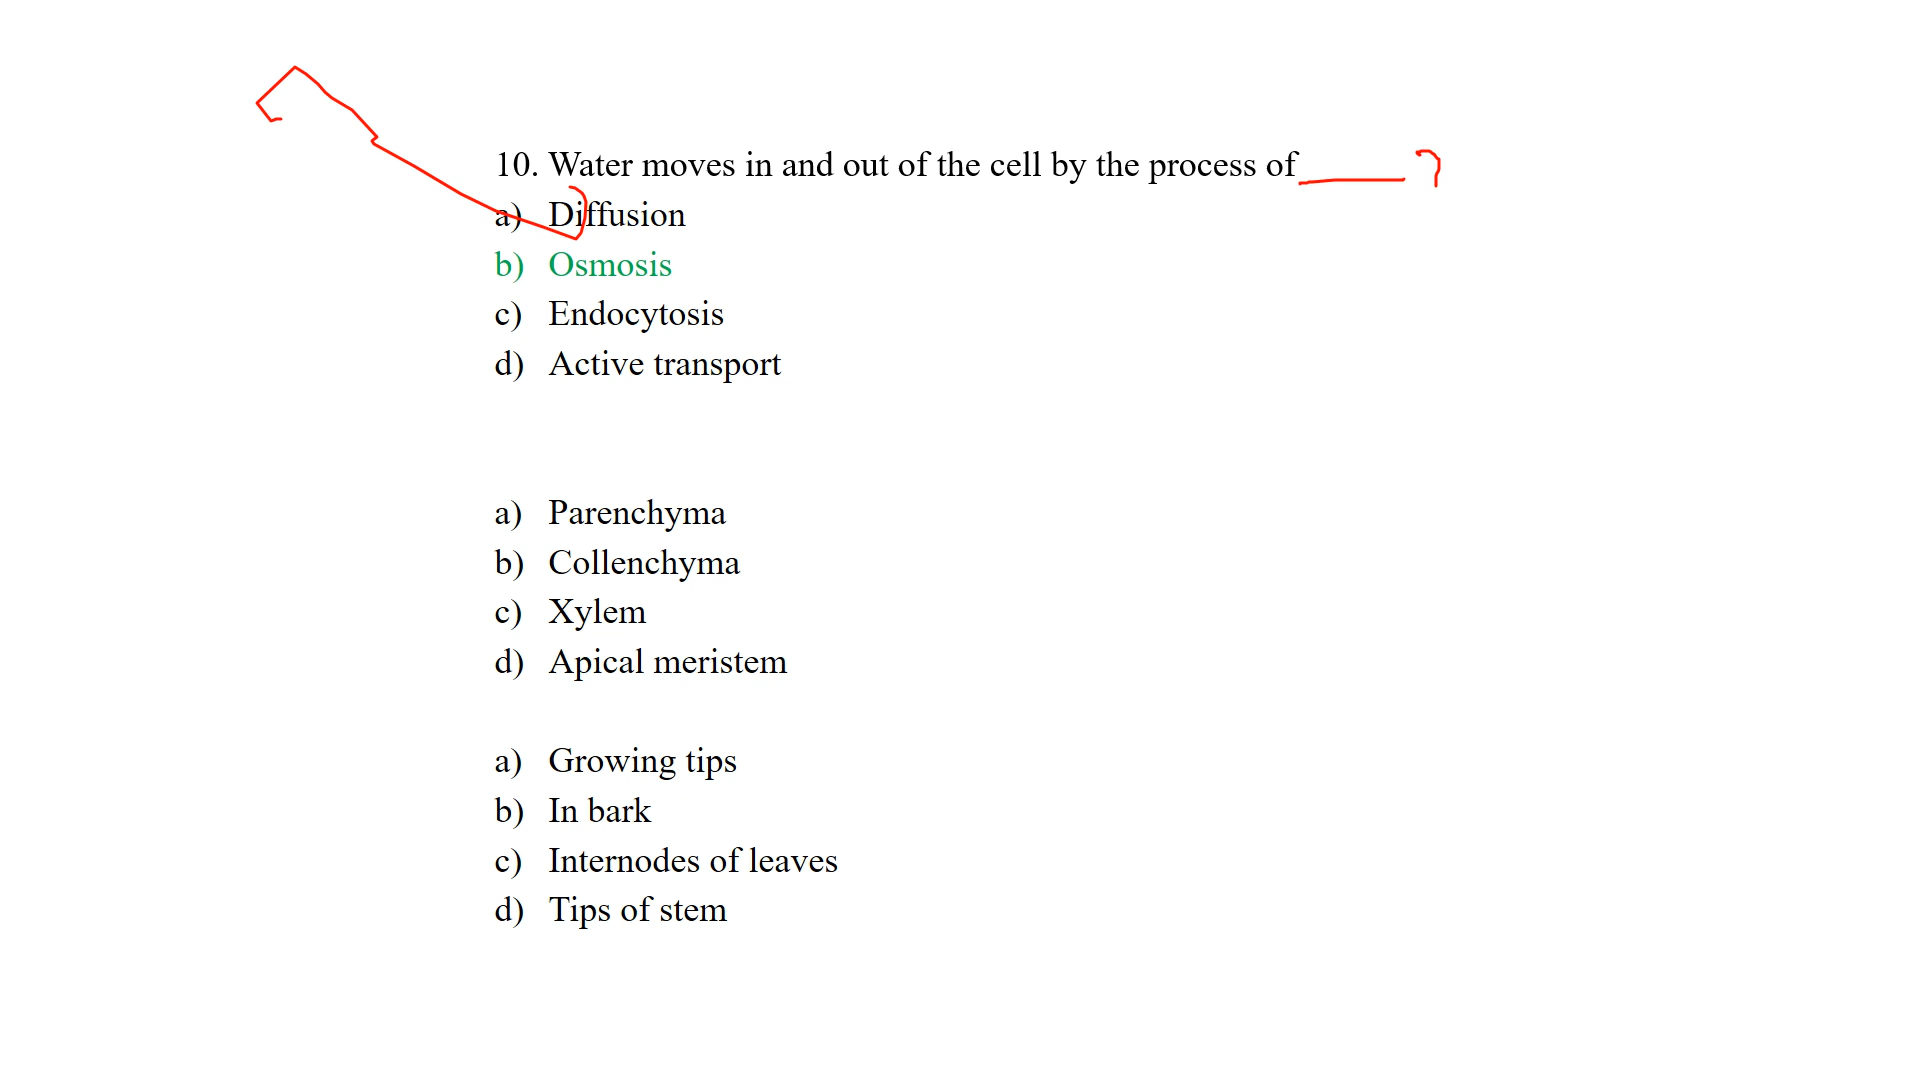 10. Water moves in and out of the cell by the process of_____ ?
a) Diffusion
b) Osmosis
c) Endocytosis
d) Active transport
a) Parenchyma
b) Collenchyma
c) Xylem
d) Apical meristem
a) Growing tips
b) In bark
c) Internodes of leaves
d) Tips of stem